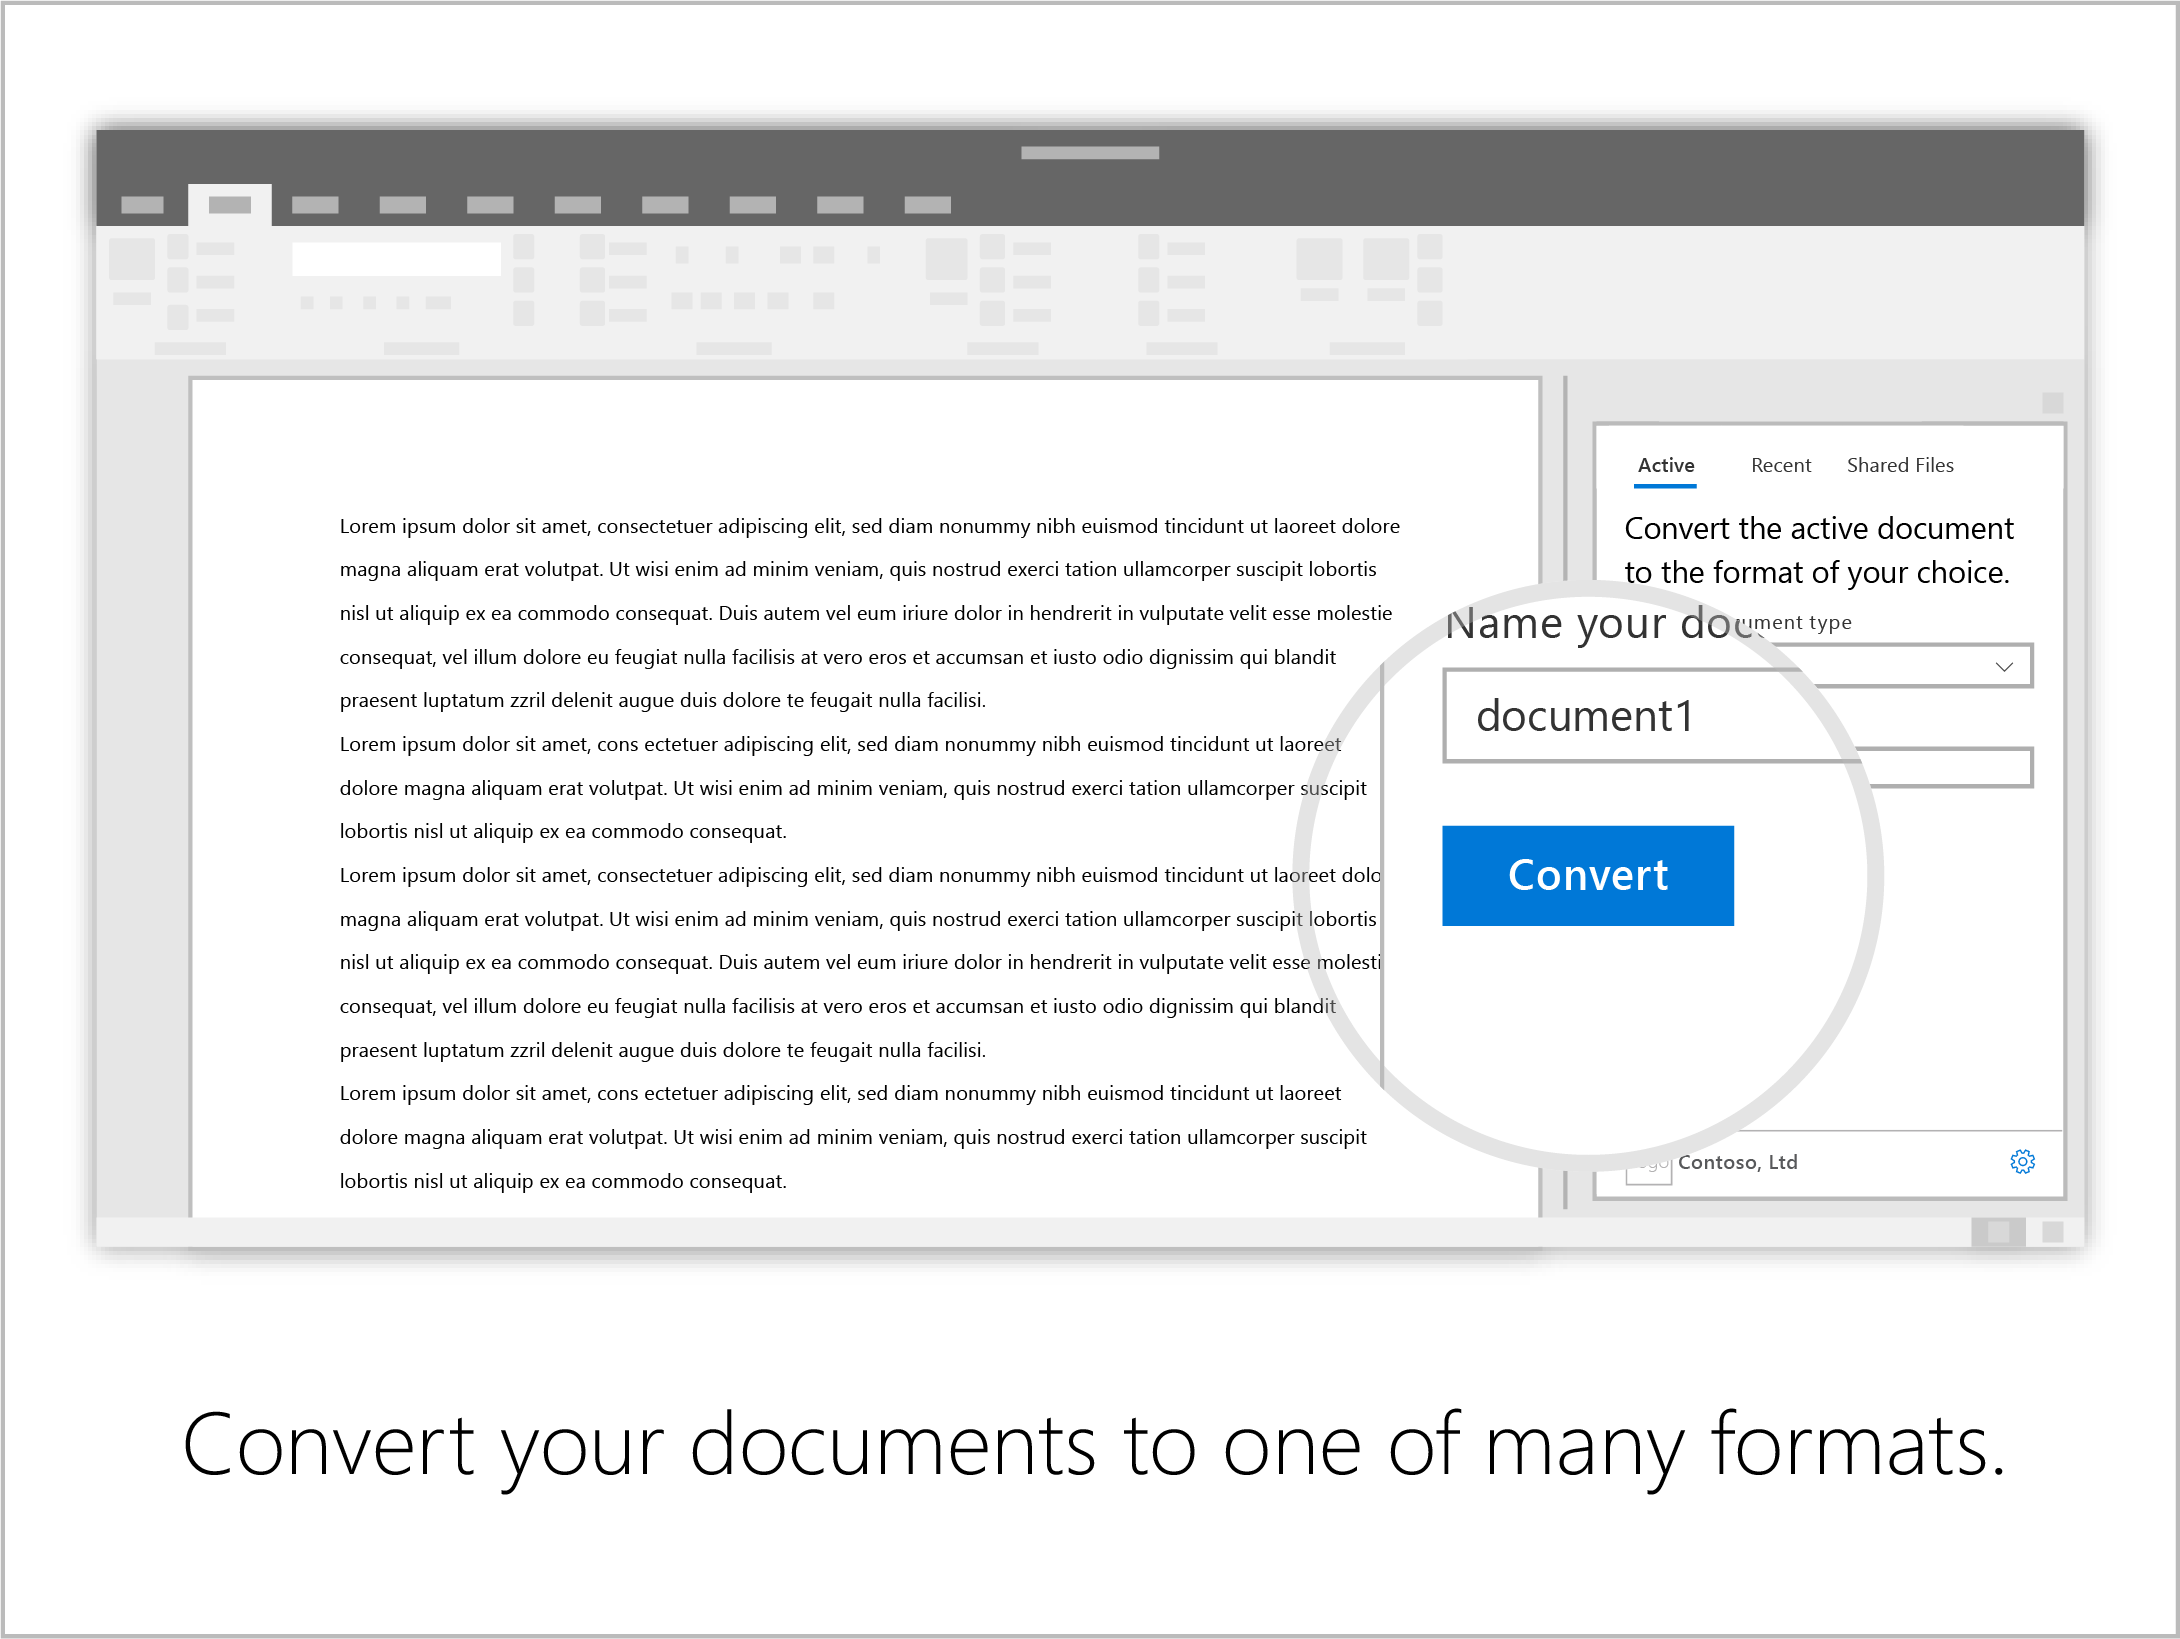 Lorem ipsum dolor sit amet, consectetuer adipiscing elit, sed diam nonummy nibh euismod tincidunt ut laoreet dolore
magna aliquam erat volutpat. Ut wisi enim ad minim veniam, quis nostrud exerci tation ullamcorper suscipit lobortis
nisl ut aliquip ex ea commodo consequat. Duis autem vel eum iriure dolor in hendrerit in vulputate velit esse molestie
consequat, vel illum dolore eu feugiat nulla facilisis at vero eros et accumsan et iusto odio dignissim qui blandit
praesent luptatum zzril delenit augue duis dolore te feugait nulla facilisi.
Lorem ipsum dolor sit amet, cons ectetuer adipiscing elit, sed diam nonummy nibh euismod tincidunt ut laoreet
dolore magna aliquam erat volutpat. Ut wisi enim ad minim veniam, quis nostrud exerci tation ullamcorper suscipit
lobortis nisl ut aliquip ex ea commodo consequat.
Lorem ipsum dolor sit amet, consectetuer adipiscing elit, sed diam nonummy nibh euismod tincidunt ut laoreet dolo
magna aliquam erat volutpat. Ut wisi enim ad minim veniam, quis nostrud exerci tation ullamcorper suscipit lobortis
nisl ut aliquip ex ea commodo consequat. Duis autem vel eum iriure dolor in hendrerit in vulputate velit esse molesti
consequat, vel illum dolore eu feugiat nulla facilisis at vero eros et accumsan et iusto odio dignissim qui blandit
praesent luptatum zzril delenit augue duis dolore te feugait nulla facilisi.
Lorem ipsum dolor sit amet, cons ectetuer adipiscing elit, sed diam nonummy nibh euismod tincidunt ut laoreet
dolore magna aliquam erat volutpat. Ut wisi enim ad minim veniam, quis nostrud exerci tation ullamcorper suscipit
lobortis nisl ut aliquip ex ea commodo consequat.
Active Recent Shared Files
Convert the active document
to the format of your choice.
ument type
Name your doc
document1
Convert
Contoso, Ltd
Convert your documents to one of many formats.